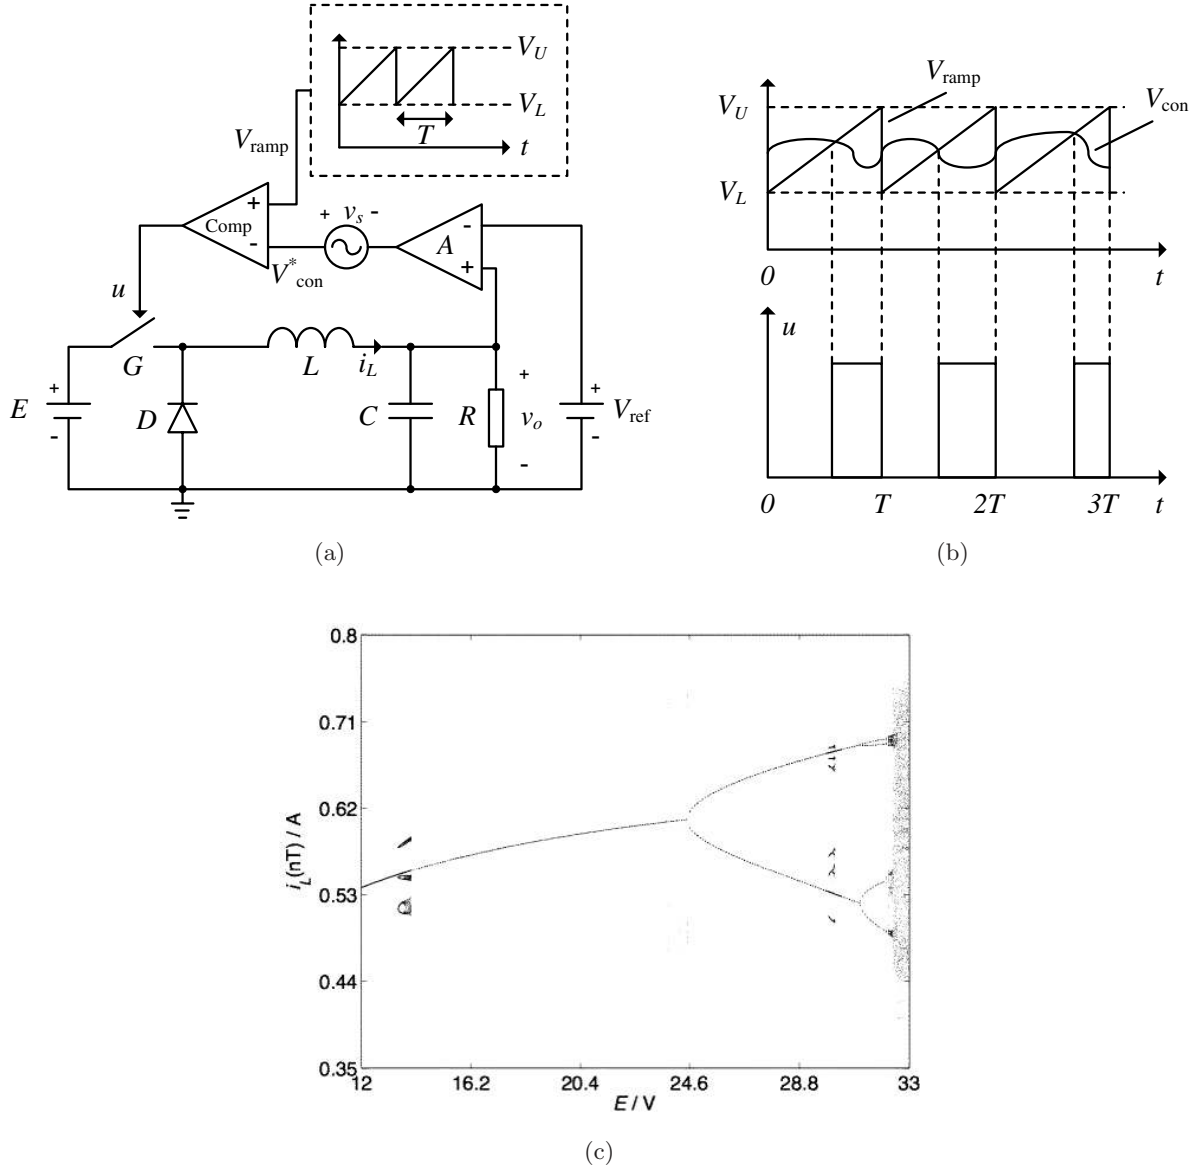 V_U
V_L
T
t
V_ramp
+
Comp
-
+ v_s -
V*_con
-
A
+
u
G
L
i_L
+
E
-
D
C
R
+
v_o
-
+
V_ref
-
(a)
V_ramp
V_con
V_U
V_L
0
t
u
0
T
2T
3T
t
(b)
0.8
0.71
0.62
0.53
0.44
0.35
i_L(nT) / A
12
16.2
20.4
24.6
28.8
33
E / V
(c)